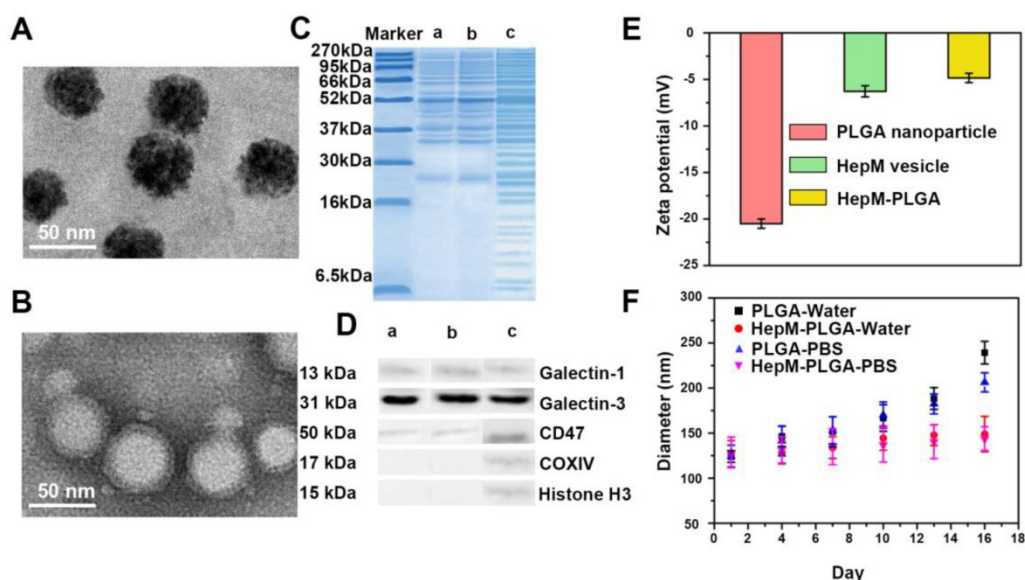 A
50 nm
B
50 nm
C
Marker a b c
270kDa
95kDa
66kDa
52kDa
37kDa
30kDa
16kDa
6.5kDa
D
a b c
13 kDa Galectin-1
31 kDa Galectin-3
50 kDa CD47
17 kDa COXIV
15 kDa Histone H3
E
0
-5
-10
-15
-20
-25
Zeta potential (mV)
PLGA nanoparticle
HepM vesicle
HepM-PLGA
F
300
250
200
150
100
50
Diameter (nm)
PLGA-Water
HepM-PLGA-Water
PLGA-PBS
HepM-PLGA-PBS
0 2 4 6 8 10 12 14 16 18
Day